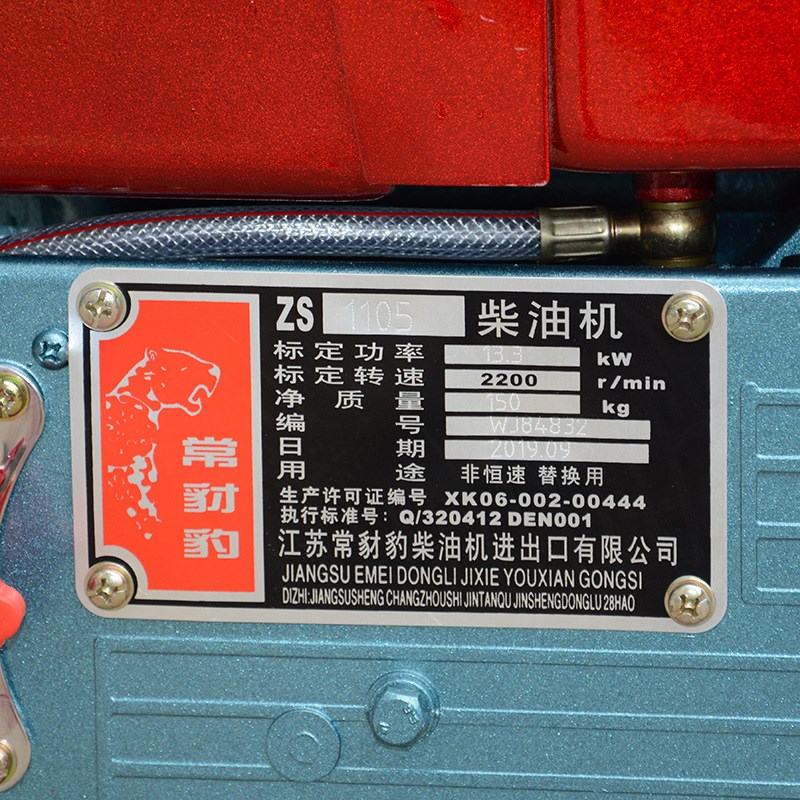 常豺豹
ZS 1105 柴油机
标定功率 13.3 kW
标定转速 2200 r/min
净质量 150 kg
编号 WJ84832
日期 2019.09
用途 非恒速 替换用
生产许可证编号 XK06-002-00444
执行标准号: Q/320412 DEN001
江苏常豺豹柴油机进出口有限公司
JIANGSU EMEI DONGLI JIXIE YOUXIAN GONGSI
DIZHI:JIANGSUSHENG CHANGZHOUSHI JINTANQU JINSHENGDONGLU 28HAO